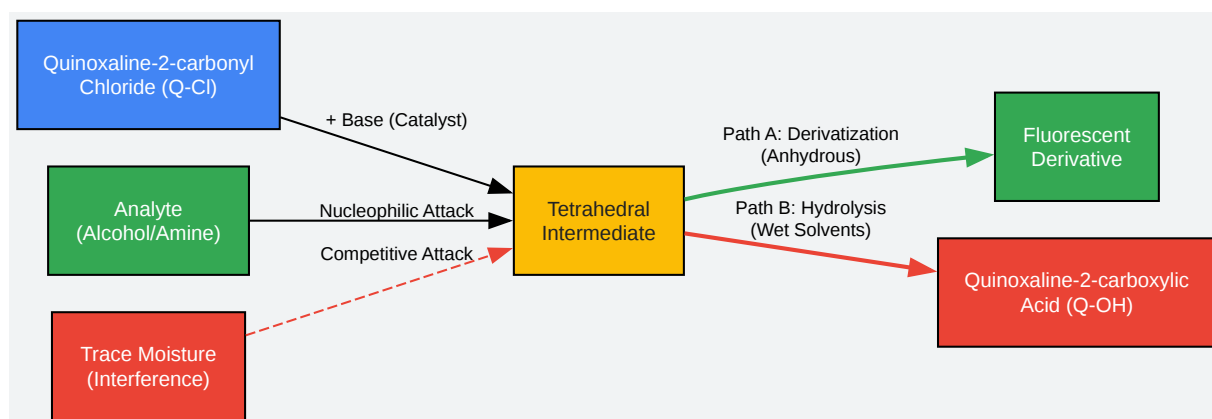 Quinoxaline-2-carbonyl
Chloride (Q-Cl)
+ Base (Catalyst)
Analyte
(Alcohol/Amine)
Nucleophilic Attack
Competitive Attack
Trace Moisture
(Interference)
Tetrahedral
Intermediate
Path A: Derivatization
(Anhydrous)
Path B: Hydrolysis
(Wet Solvents)
Fluorescent
Derivative
Quinoxaline-2-carboxylic
Acid (Q-OH)